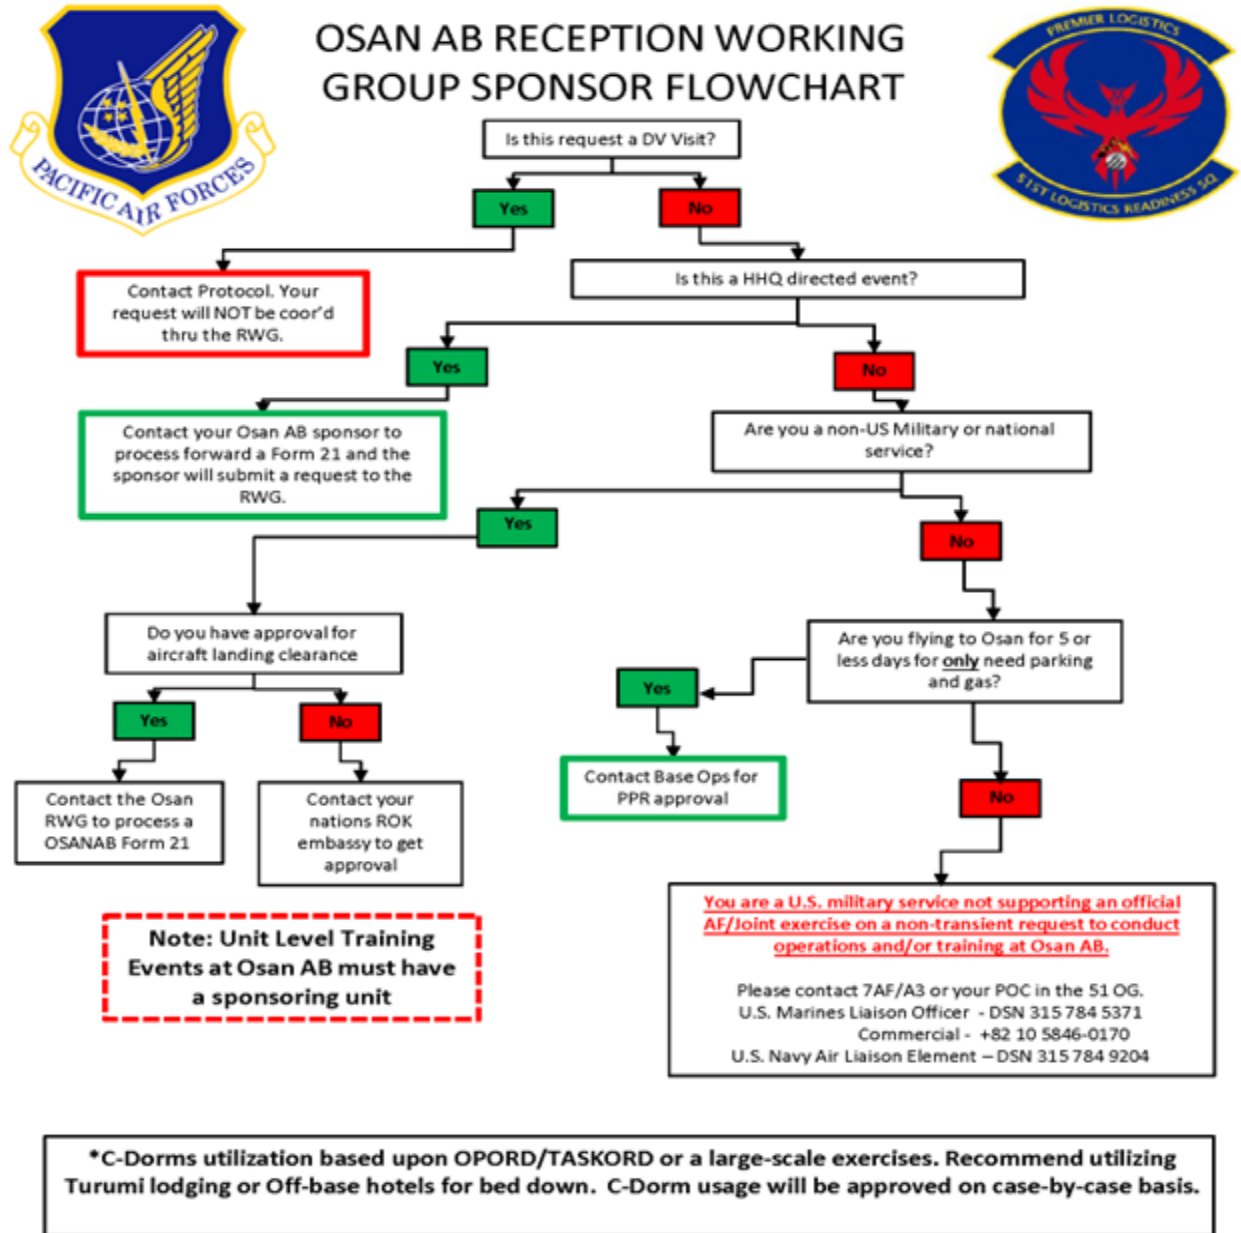 OSAN AB RECEPTION WORKING
GROUP SPONSOR FLOWCHART
PACIFIC AIR FORCES
PREMIER LOGISTICS
51ST LOGISTICS READINESS SQ
Is this request a DV Visit?
Yes
No
Contact Protocol. Your
request will NOT be coor'd
thru the RWG.
Is this a HHQ directed event?
Yes
No
Contact your Osan AB sponsor to
process forward a Form 21 and the
sponsor will submit a request to the
RWG.
Are you a non-US Military or national
service?
Yes
No
Do you have approval for
aircraft landing clearance
Are you flying to Osan for 5 or
less days for only need parking
and gas?
Yes
No
Yes
Contact the Osan
RWG to process a
OSANAB Form 21
Contact your
nations ROK
embassy to get
approval
Contact Base Ops for
PPR approval
No
You are a U.S. military service not supporting an official
AF/Joint exercise on a non-transient request to conduct
operations and/or training at Osan AB.
Please contact 7AF/A3 or your POC in the 51 OG.
U.S. Marines Liaison Officer - DSN 315 784 5371
Commercial - +82 10 5846-0170
U.S. Navy Air Liaison Element – DSN 315 784 9204
Note: Unit Level Training
Events at Osan AB must have
a sponsoring unit
*C-Dorms utilization based upon OPORD/TASKORD or a large-scale exercises. Recommend utilizing
Turumi lodging or Off-base hotels for bed down. C-Dorm usage will be approved on case-by-case basis.